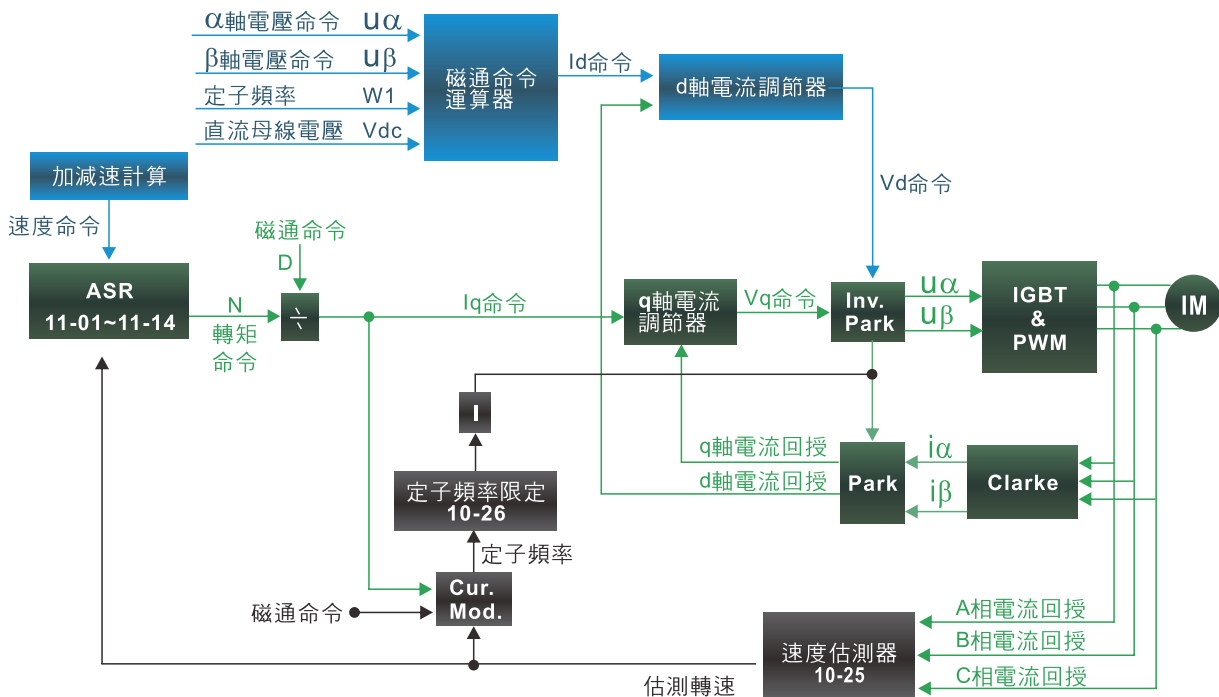 α軸電壓命令 uα
β軸電壓命令 uβ
定子頻率 W1
直流母線電壓 Vdc
磁通命令
運算器
Id命令
d軸電流調節器
Vd命令
加減速計算
速度命令
ASR
11-01~11-14
N
轉矩
命令
磁通命令
D
÷
Iq命令
q軸電流
調節器
Vq命令
Inv.
Park
uα
uβ
IGBT
&
PWM
IM
I
q軸電流回授
d軸電流回授
Park
iα
iβ
Clarke
定子頻率限定
10-26
定子頻率
Cur.
Mod.
磁通命令
估測轉速
速度估測器
10-25
A相電流回授
B相電流回授
C相電流回授